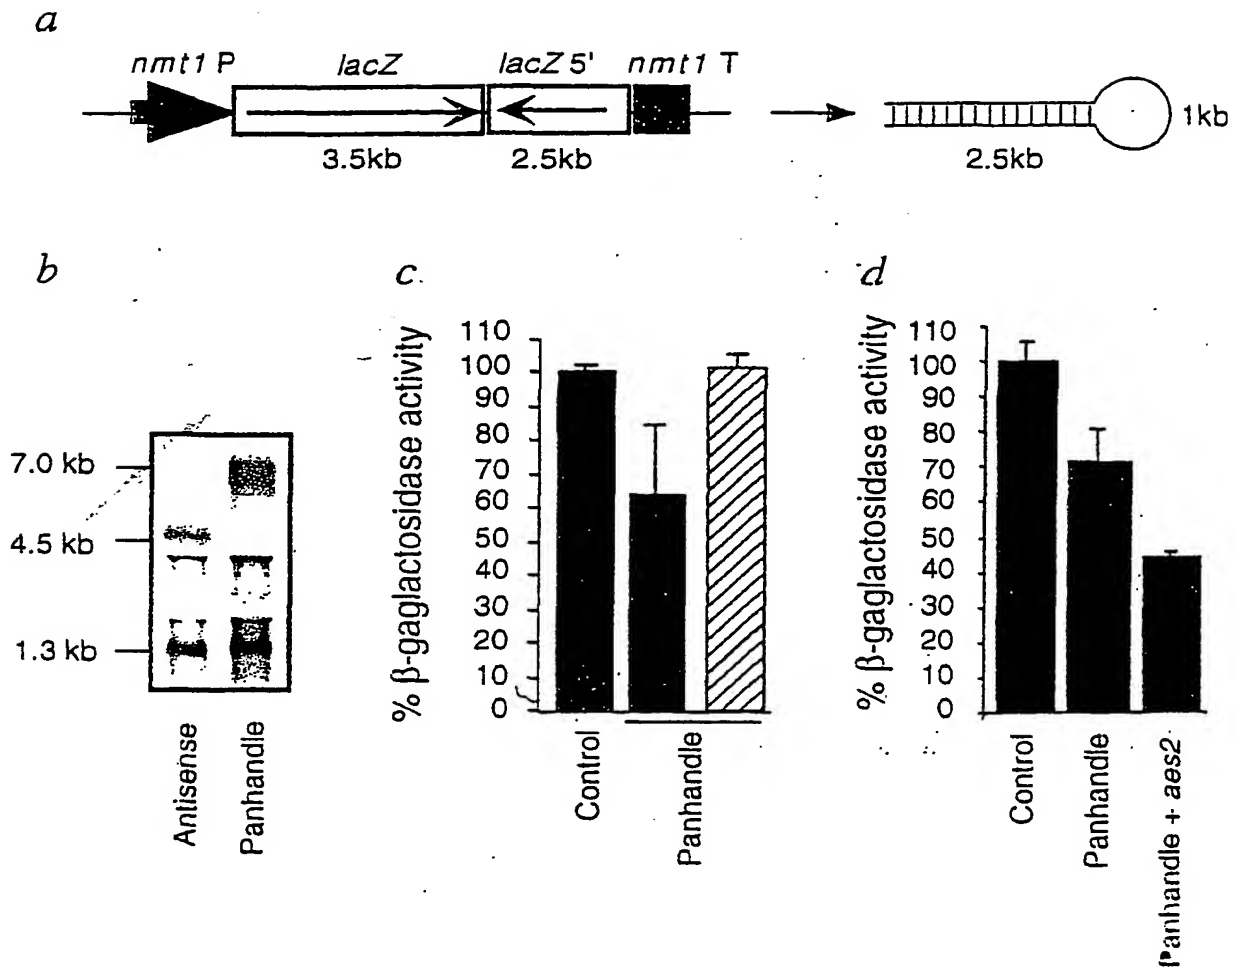 a
nmt1 P lacZ lacZ 5' nmt1 T
3.5kb 2.5kb
2.5kb
1kb
b
7.0 kb
4.5 kb
1.3 kb
Antisense
Panhandle
c
% β-gaglactosidase activity
110
100
90
80
70
60
50
40
30
20
10
0
Control
Panhandle
d
% β-gaglactosidase activity
110
100
90
80
70
60
50
40
30
20
10
0
Control
Panhandle
Panhandle + aes2